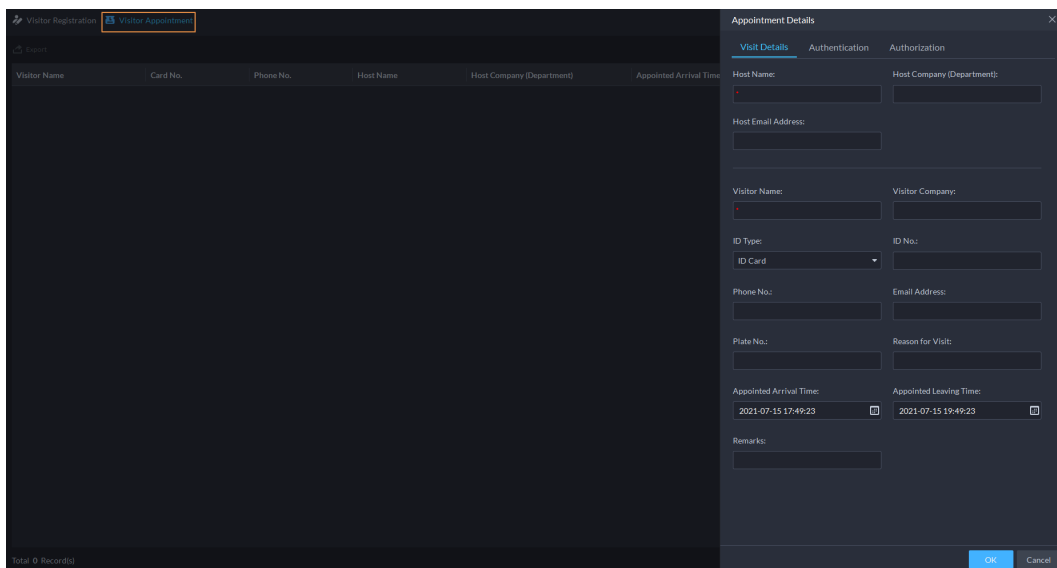 Visitor Registration Visitor Appointment
Export
Visitor Name Card No. Phone No. Host Name Host Company (Department) Appointed Arrival Time
Total 0 Record(s)
Appointment Details ×
Visit Details Authentication Authorization
Host Name: Host Company (Department):
* 
Host Email Address:
Visitor Name: Visitor Company:
*
ID Type: ID No.:
ID Card
Phone No.: Email Address:
Plate No.: Reason for Visit:
Appointed Arrival Time: Appointed Leaving Time:
2021-07-15 17:49:23 2021-07-15 19:49:23
Remarks:
OK Cancel